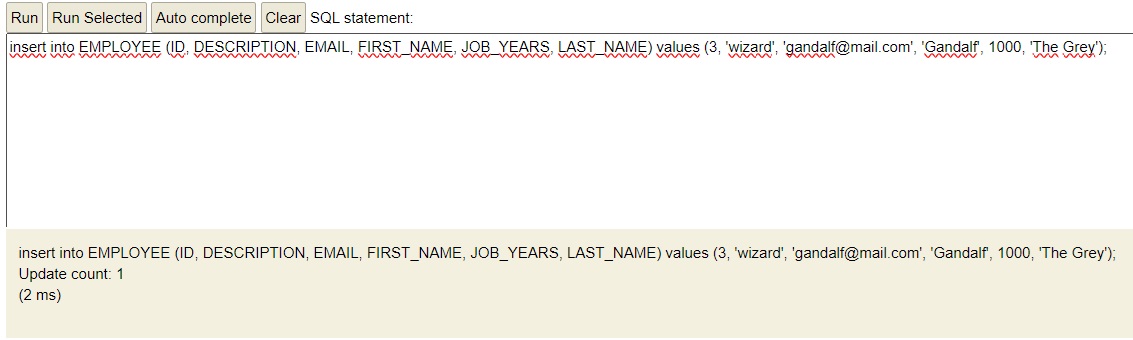 Run Run Selected Auto complete Clear SQL statement:
insert into EMPLOYEE (ID, DESCRIPTION, EMAIL, FIRST_NAME, JOB_YEARS, LAST_NAME) values (3, 'wizard', 'gandalf@mail.com', 'Gandalf', 1000, 'The Grey');
insert into EMPLOYEE (ID, DESCRIPTION, EMAIL, FIRST_NAME, JOB_YEARS, LAST_NAME) values (3, 'wizard', 'gandalf@mail.com', 'Gandalf', 1000, 'The Grey');
Update count: 1
(2 ms)